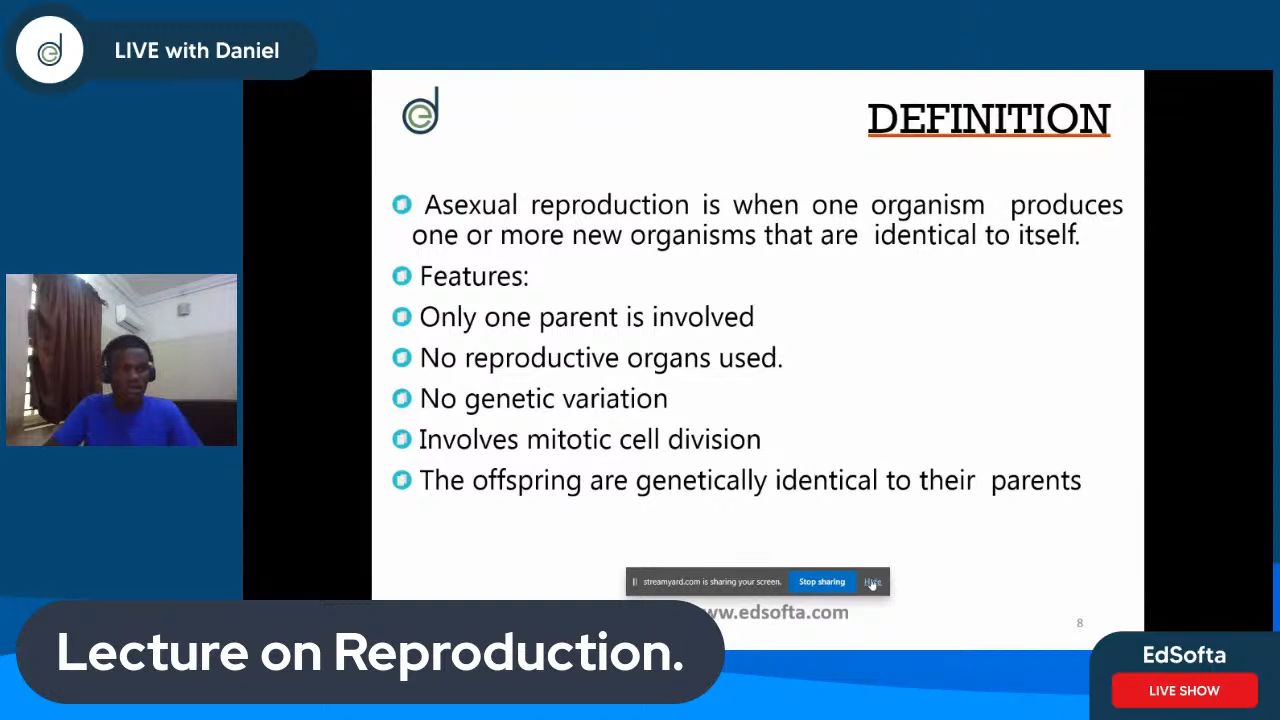 LIVE with Daniel
DEFINITION
Asexual reproduction is when one organism produces
one or more new organisms that are identical to itself.
Features:
Only one parent is involved
No reproductive organs used.
No genetic variation
Involves mitotic cell division
The offspring are genetically identical to their parents
streamyard.com is sharing your screen. Stop sharing Hide
ww.edsofta.com
8
Lecture on Reproduction.
EdSofta
LIVE SHOW